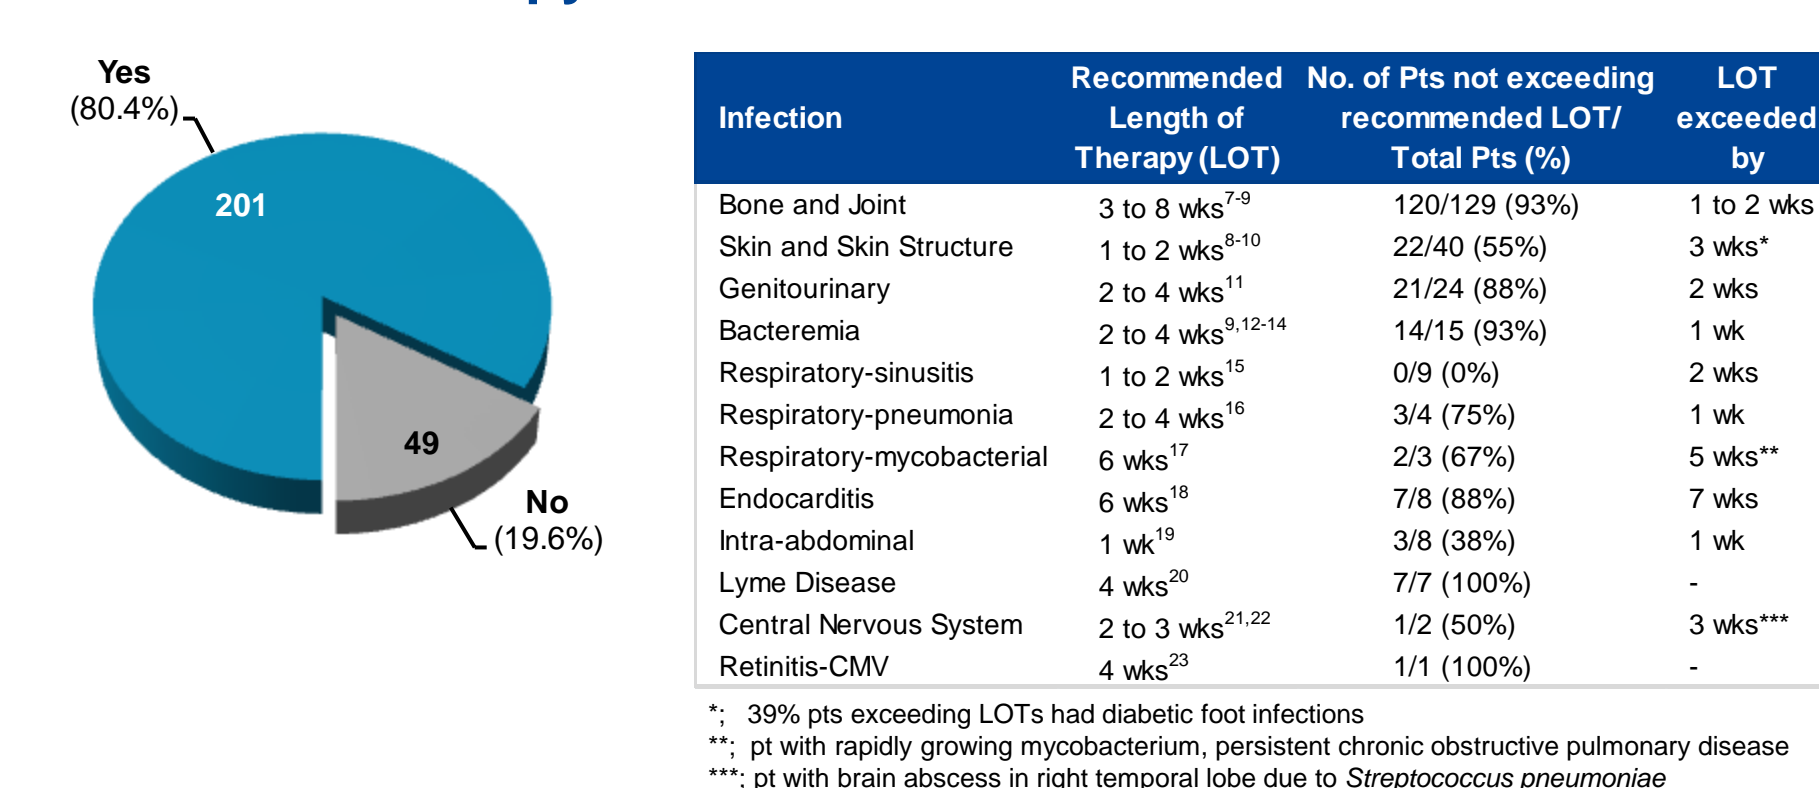 Yes
(80.4%)
201
49
No
(19.6%)
Infection Recommended Length of Therapy (LOT) No. of Pts not exceeding recommended LOT/ Total Pts (%) LOT exceeded by
Bone and Joint 3 to 8 wks7-9 120/129 (93%) 1 to 2 wks
Skin and Skin Structure 1 to 2 wks8-10 22/40 (55%) 3 wks*
Genitourinary 2 to 4 wks11 21/24 (88%) 2 wks
Bacteremia 2 to 4 wks9,12-14 14/15 (93%) 1 wk
Respiratory-sinusitis 1 to 2 wks15 0/9 (0%) 2 wks
Respiratory-pneumonia 2 to 4 wks16 3/4 (75%) 1 wk
Respiratory-mycobacterial 6 wks17 2/3 (67%) 5 wks**
Endocarditis 6 wks18 7/8 (88%) 7 wks
Intra-abdominal 1 wk19 3/8 (38%) 1 wk
Lyme Disease 4 wks20 7/7 (100%) -
Central Nervous System 2 to 3 wks21,22 1/2 (50%) 3 wks***
Retinitis-CMV 4 wks23 1/1 (100%) -
*; 39% pts exceeding LOTs had diabetic foot infections
**; pt with rapidly growing mycobacterium, persistent chronic obstructive pulmonary disease
***; pt with brain abscess in right temporal lobe due to Streptococcus pneumoniae